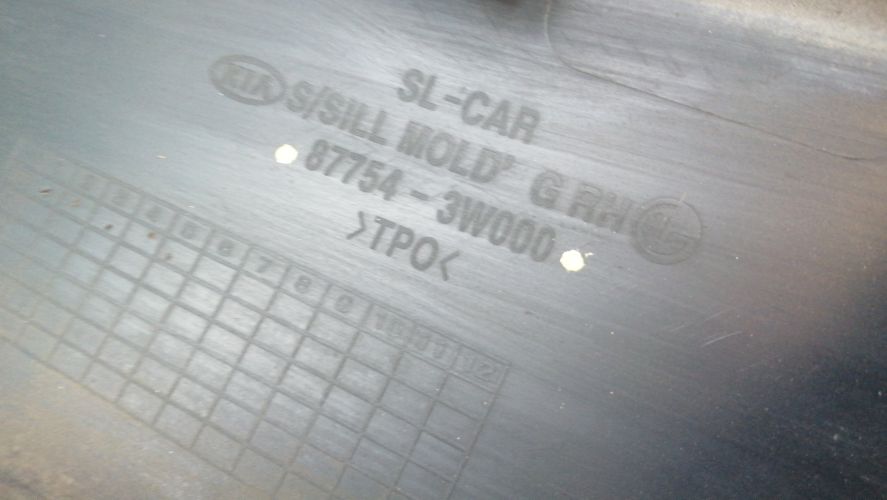 SL-CAR
KIA S/SILL MOLD' G RH
87754-3W000
>TPO<
1 2 3 4 5 6 7 8 9 10 11 12